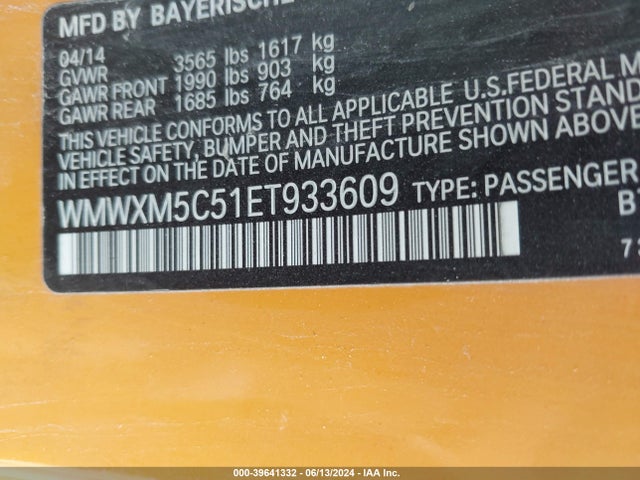 MFD BY BAYERISCHE
04/14
GVWR 3565 lbs 1617 kg
GAWR FRONT 1990 lbs 903 kg
GAWR REAR 1685 lbs 764 kg
THIS VEHICLE CONFORMS TO ALL APPLICABLE U.S.FEDERAL M
VEHICLE SAFETY, BUMPER AND THEFT PREVENTION STAND
IN EFFECT ON THE DATE OF MANUFACTURE SHOWN ABOVE
WMWXM5C51ET933609 TYPE: PASSENGER
B
73
000-39641332 / 06/13/2024 - IAA Inc.